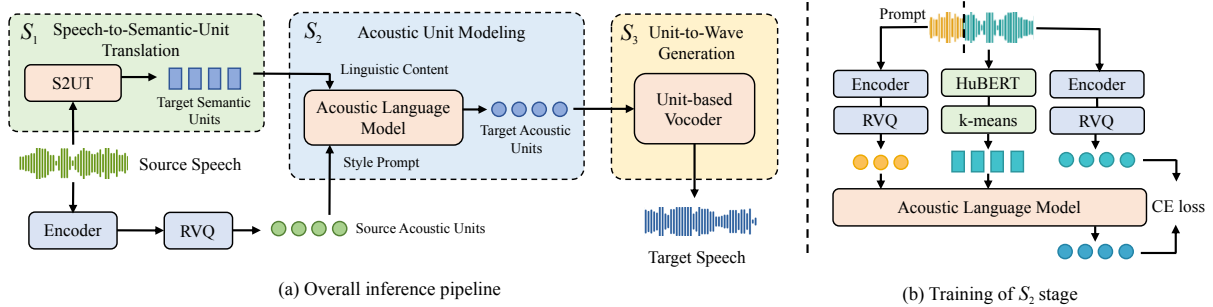 S1 Speech-to-Semantic-Unit
Translation
S2UT
Target Semantic
Units
Source Speech
Encoder
RVQ
Source Acoustic Units
S2 Acoustic Unit Modeling
Linguistic Content
Acoustic Language
Model
Target Acoustic
Units
Style Prompt
S3 Unit-to-Wave
Generation
Unit-based
Vocoder
Target Speech
(a) Overall inference pipeline
Prompt
Encoder
HuBERT
Encoder
RVQ
k-means
RVQ
Acoustic Language Model
CE loss
(b) Training of S2 stage